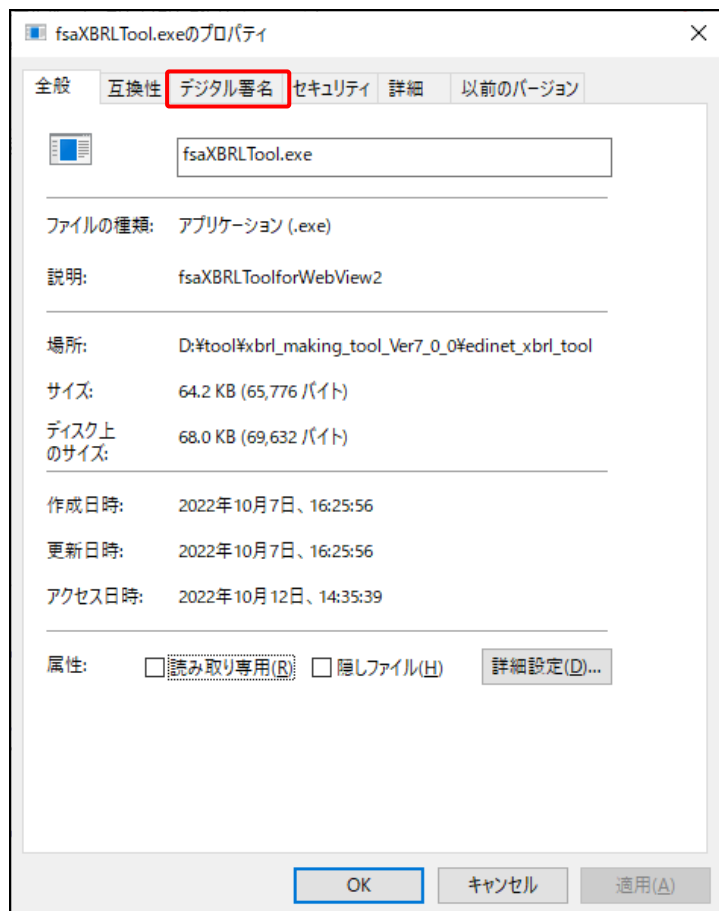 fsaXBRLTool.exeのプロパティ
全般 互換性 デジタル署名 セキュリティ 詳細 以前のバージョン
fsaXBRLTool.exe
ファイルの種類: アプリケーション (.exe)
説明: fsaXBRLToolforWebView2
場所: D:¥tool¥xbrl_making_tool_Ver7_0_0¥edinet_xbrl_tool
サイズ: 64.2 KB (65,776 バイト)
ディスク上
のサイズ: 68.0 KB (69,632 バイト)
作成日時: 2022年10月7日、16:25:56
更新日時: 2022年10月7日、16:25:56
アクセス日時: 2022年10月12日、14:35:39
属性: 読み取り専用(R) 隠しファイル(H) 詳細設定(D)...
OK キャンセル 適用(A)